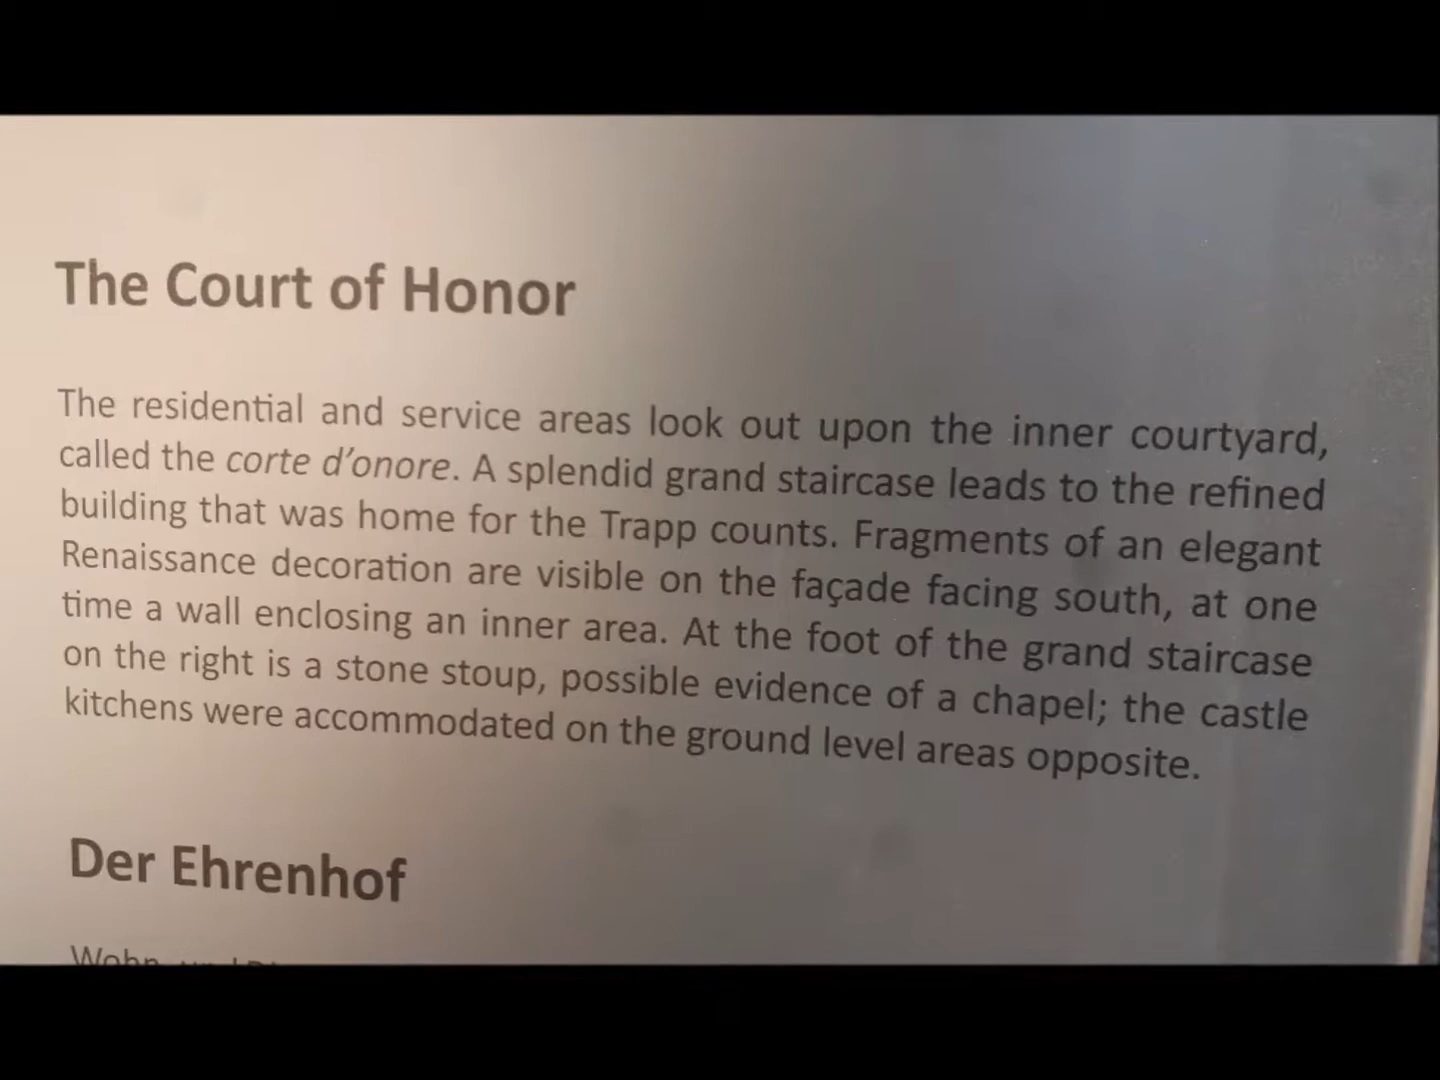 The Court of Honor
The residential and service areas look out upon the inner courtyard,
called the corte d’onore. A splendid grand staircase leads to the refined
building that was home for the Trapp counts. Fragments of an elegant
Renaissance decoration are visible on the façade facing south, at one
time a wall enclosing an inner area. At the foot of the grand staircase
on the right is a stone stoup, possible evidence of a chapel; the castle
kitchens were accommodated on the ground level areas opposite.
Der Ehrenhof